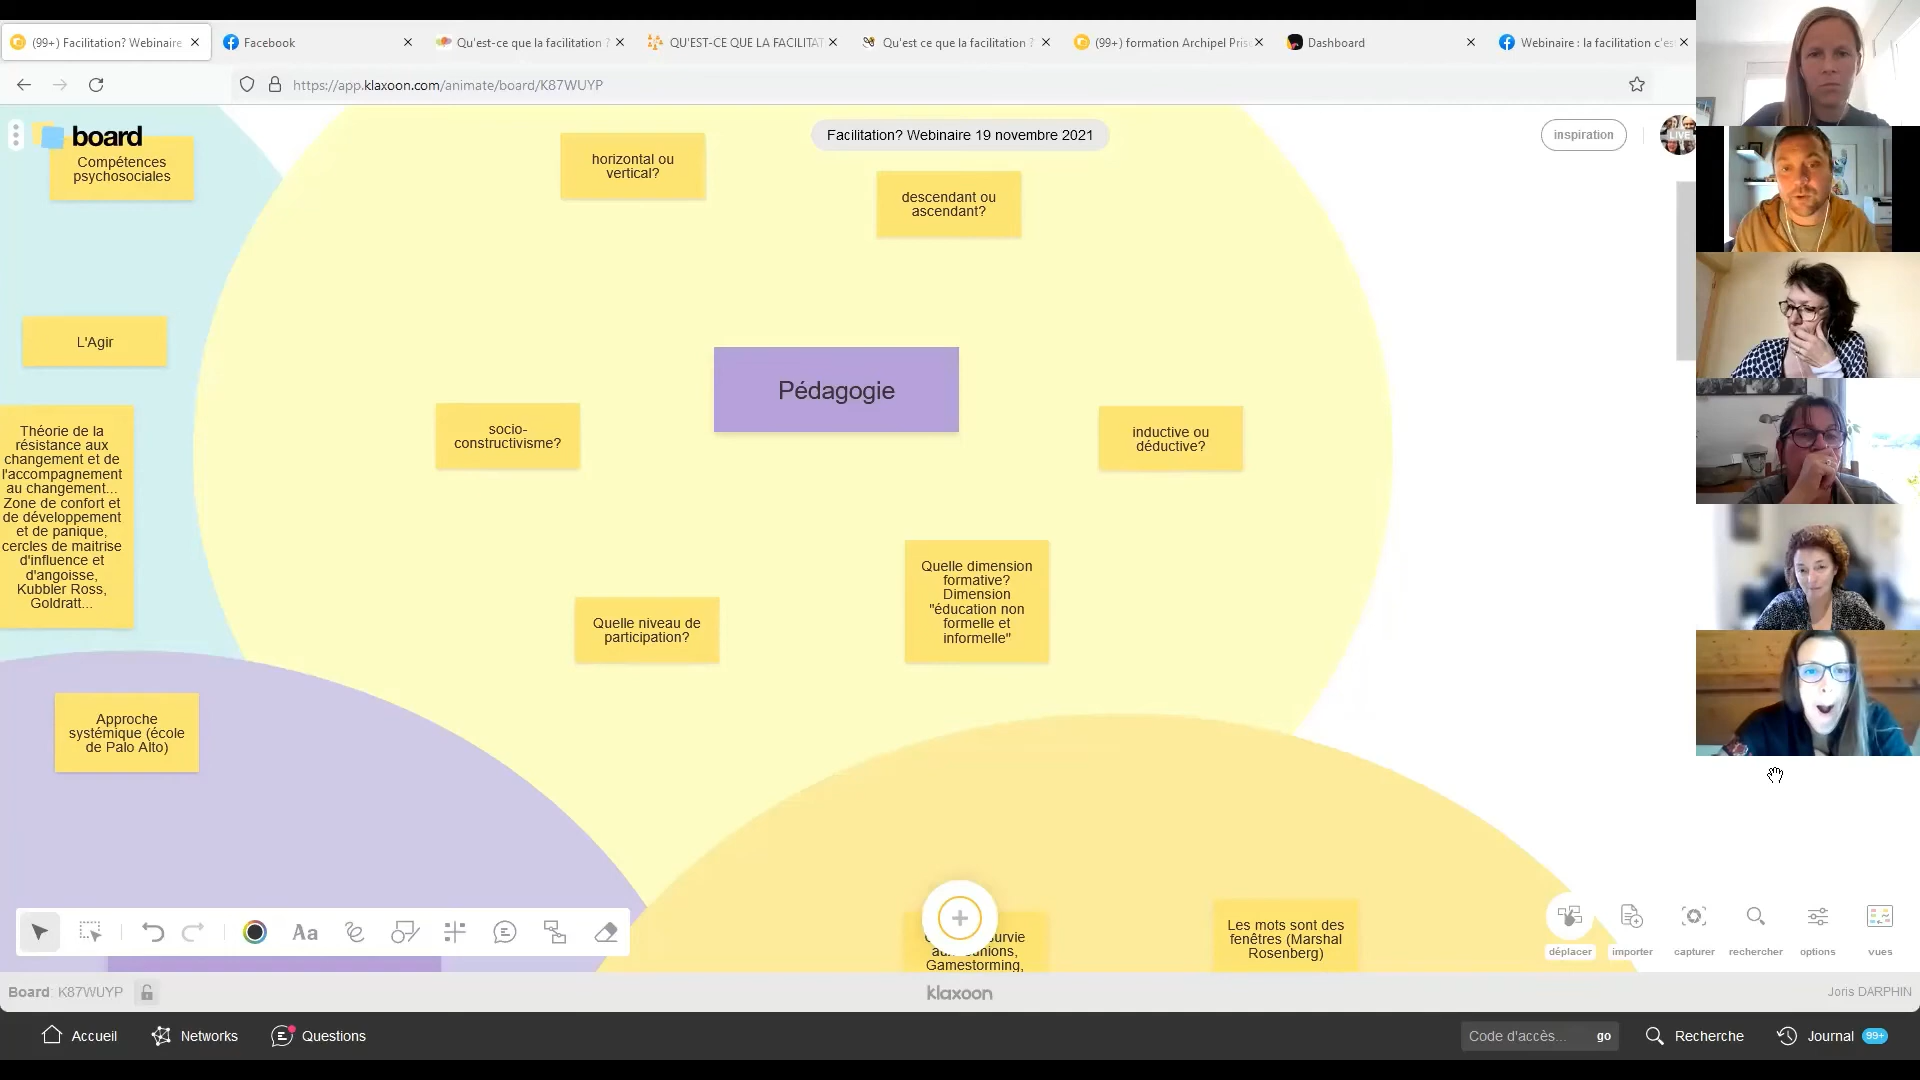 (99+) Facilitation? Webinaire
Facebook
Qu'est-ce que la facilitation ?
QU'EST-CE QUE LA FACILITAT
Qu'est ce que la facilitation ?
(99+) formation Archipel Pris
Dashboard
Webinaire : la facilitation c'es
https://app.klaxoon.com/animate/board/K87WUYP
board
Facilitation? Webinaire 19 novembre 2021
inspiration
LIVE
Compétences
psychosociales
horizontal ou
vertical?
descendant ou
ascendant?
L'Agir
Pédagogie
socio-
constructivisme?
inductive ou
déductive?
Théorie de la
résistance aux
changement et de
l'accompagnement
au changement...
Zone de confort et
de développement
et de panique,
cercles de maitrise
d'influence et
d'angoisse,
Kubbler Ross,
Goldratt...
Quelle dimension
formative?
Dimension
"éducation non
formelle et
informelle"
Quelle niveau de
participation?
Approche
systémique (école
de Palo Alto)
Gamestorming,
Les mots sont des
fenêtres (Marshal
Rosenberg)
Aa
déplacer
importer
capturer
rechercher
options
vues
Board: K87WUYP
klaxoon
Joris DARPHIN
Accueil
Networks
Questions
Code d'accès...
go
Recherche
Journal
99+